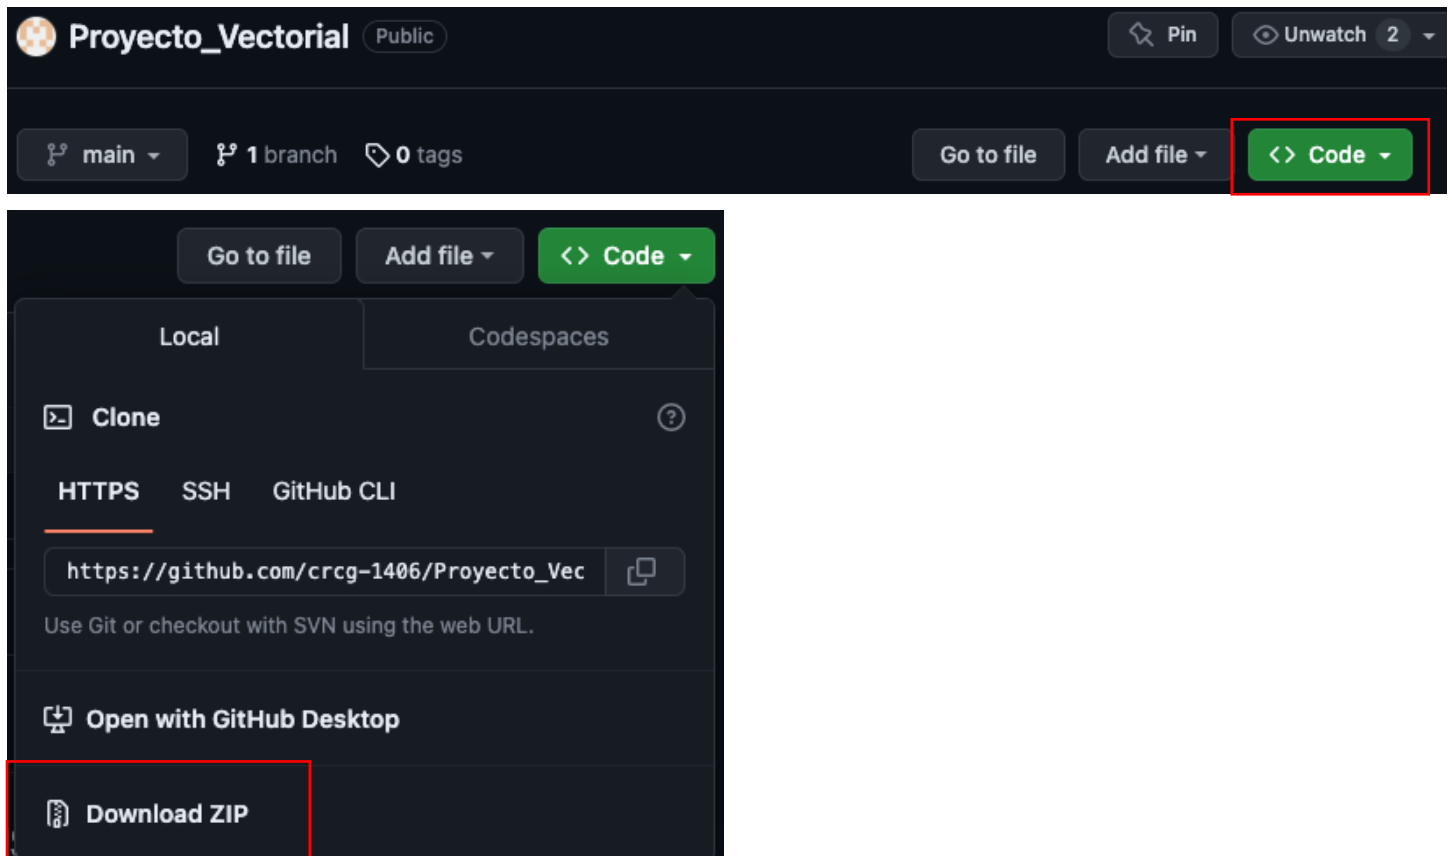 Proyecto_Vectorial Public Pin Unwatch 2
main 1 branch 0 tags Go to file Add file <> Code
Go to file Add file <> Code
Local Codespaces
Clone
HTTPS SSH GitHub CLI
https://github.com/crcg-1406/Proyecto_Vec
Use Git or checkout with SVN using the web URL.
Open with GitHub Desktop
Download ZIP